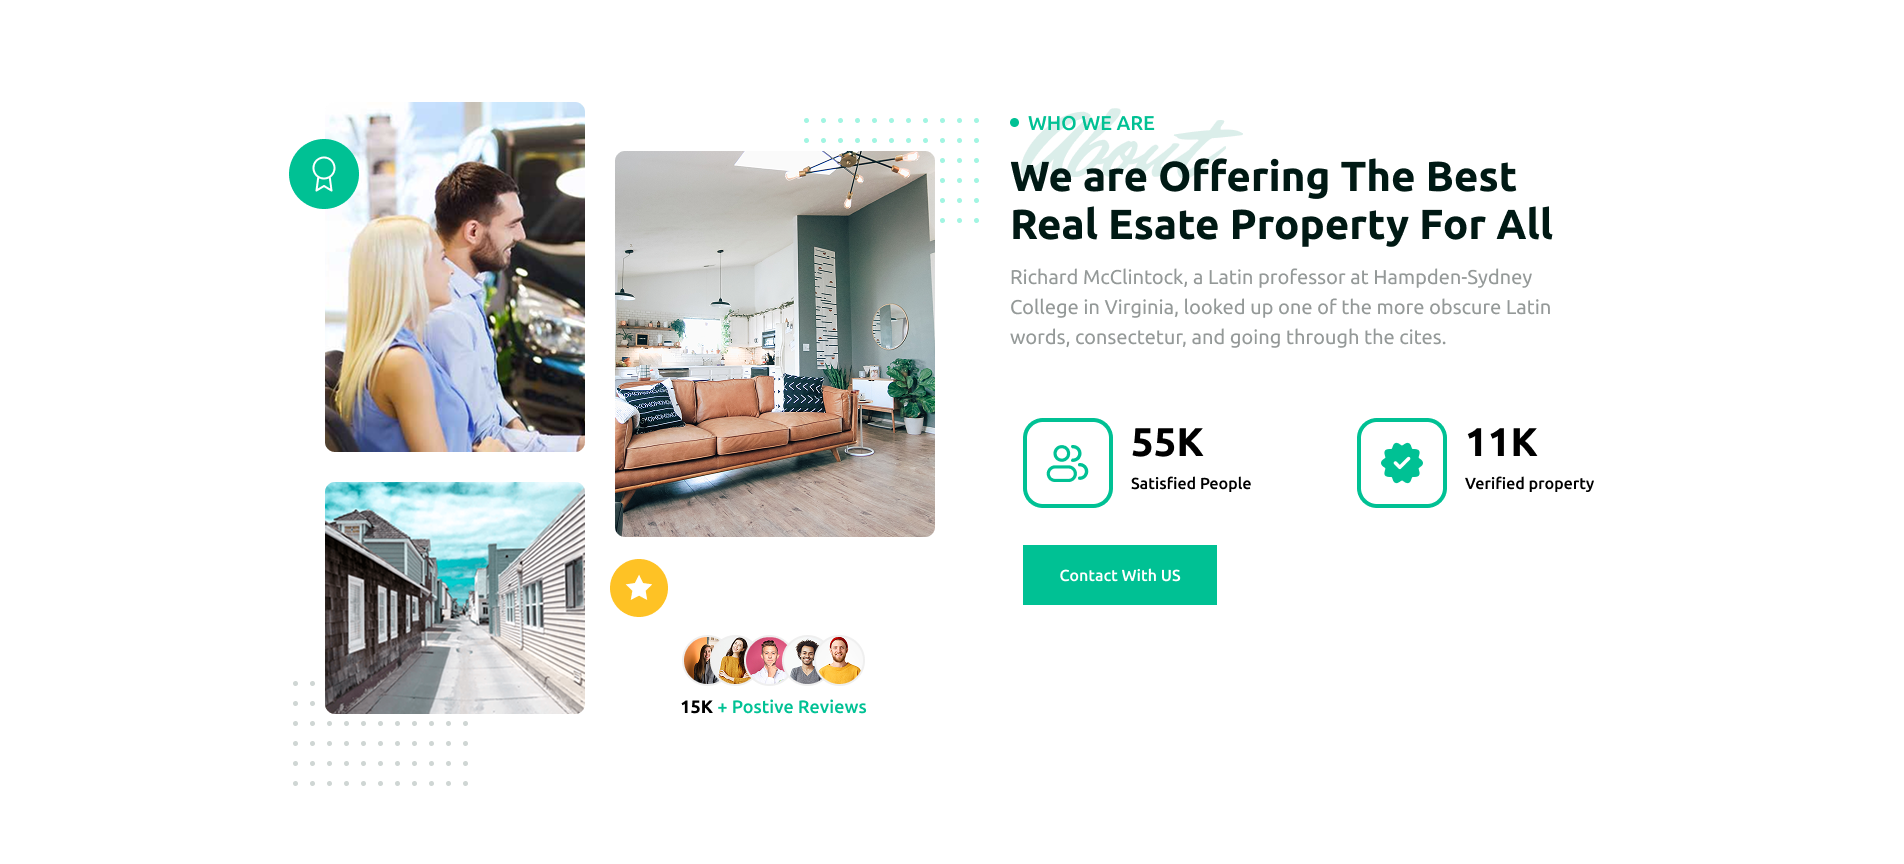 About
WHO WE ARE
We are Offering The Best
Real Esate Property For All
Richard McClintock, a Latin professor at Hampden-Sydney
College in Virginia, looked up one of the more obscure Latin
words, consectetur, and going through the cites.
55K
Satisfied People
11K
Verified property
Contact With US
15K + Postive Reviews